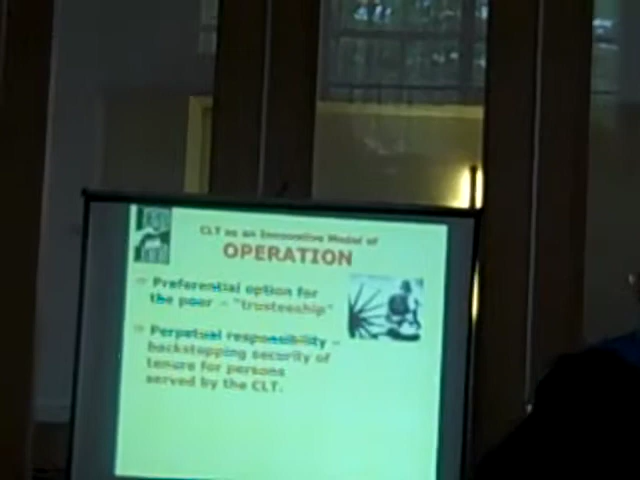 CLT as an Innovative Model of
OPERATION
Preferential option for
the poor – "trusteeship"
Perpetual responsibility –
backstopping security of
tenure for persons
served by the CLT.